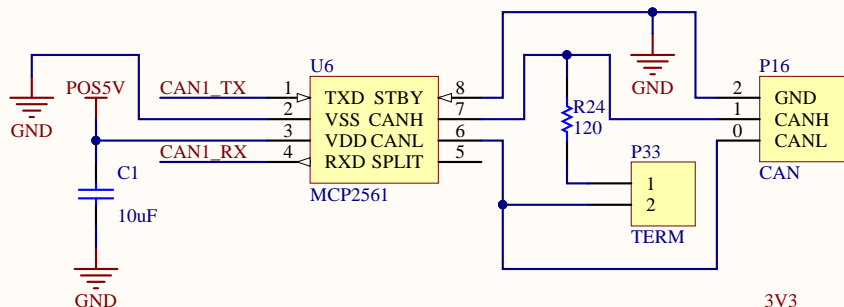 U6
P16
POS5V
CAN1_TX
1
TXD STBY
8
R24
GND
2
GND
GND
2
VSS CANH
7
120
1
CANH
3
VDD CANL
6
0
CANL
CAN1_RX
4
RXD SPLIT
5
P33
C1
MCP2561
1
CAN
10uF
2
TERM
GND
3V3